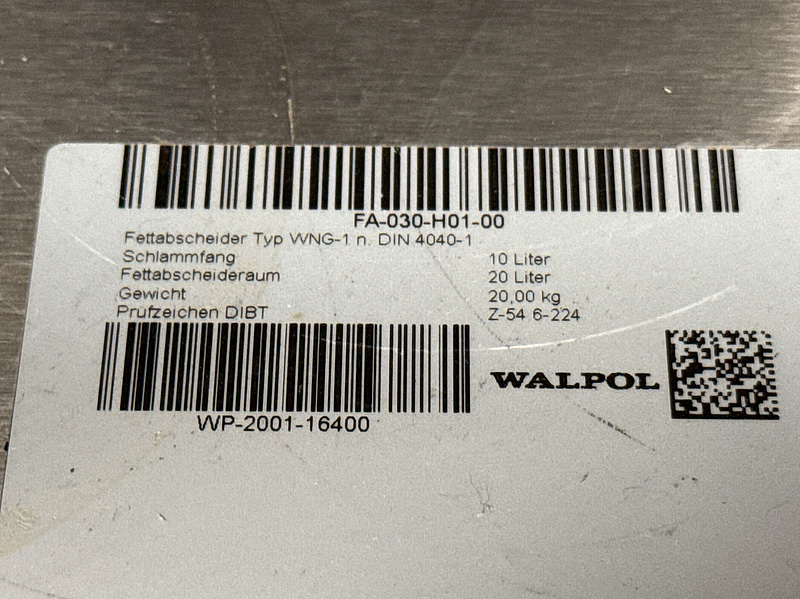 FA-030-H01-00
Fettabscheider Typ WNG-1 n. DIN 4040-1
Schlammfang 10 Liter
Fettabscheideraum 20 Liter
Gewicht 20,00 kg
Prüfzeichen DIBT Z-54 6-224
WALPOL
WP-2001-16400